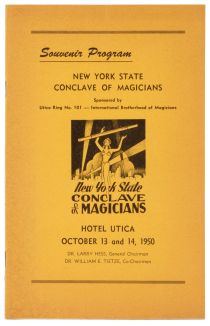 Souvenir Program
NEW YORK STATE
CONCLAVE OF MAGICIANS
Sponsored by
Utica Ring No. 107 — International Brotherhood of Magicians
New York State
CONCLAVE
of MAGICIANS
HOTEL UTICA
OCTOBER 13 and 14, 1950
DR. LARRY HESS, General Chairman
DR. WILLIAM E. TIETZE, Co-Chairman